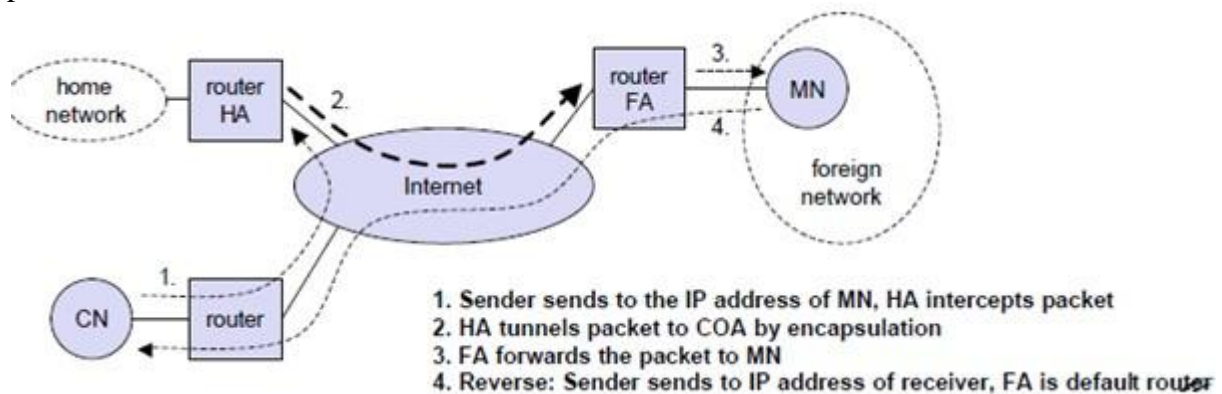 home
network
router
HA
2.
router
FA
3.
MN
4.
foreign
network
Internet
CN
1.
router
1. Sender sends to the IP address of MN, HA intercepts packet
2. HA tunnels packet to COA by encapsulation
3. FA forwards the packet to MN
4. Reverse: Sender sends to IP address of receiver, FA is default router